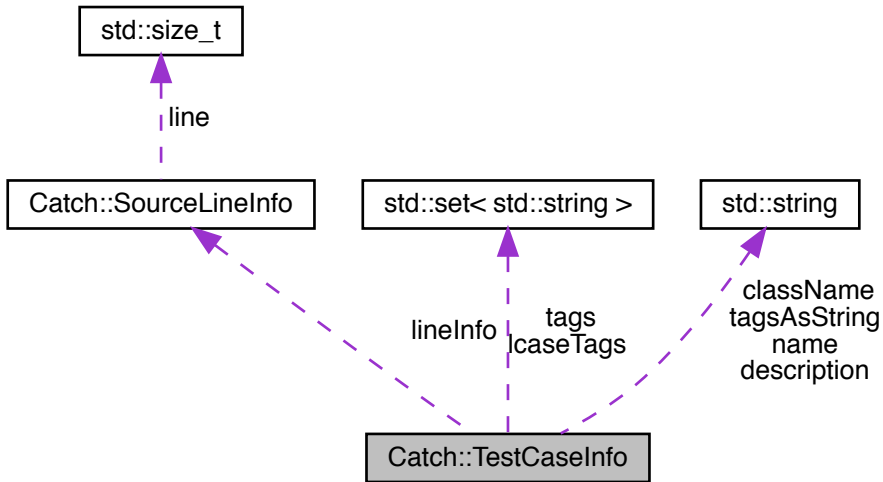 std::size_t
line
Catch::SourceLineInfo
std::set< std::string >
std::string
className
tagsAsString
name
description
lineInfo
tags
lcaseTags
Catch::TestCaseInfo